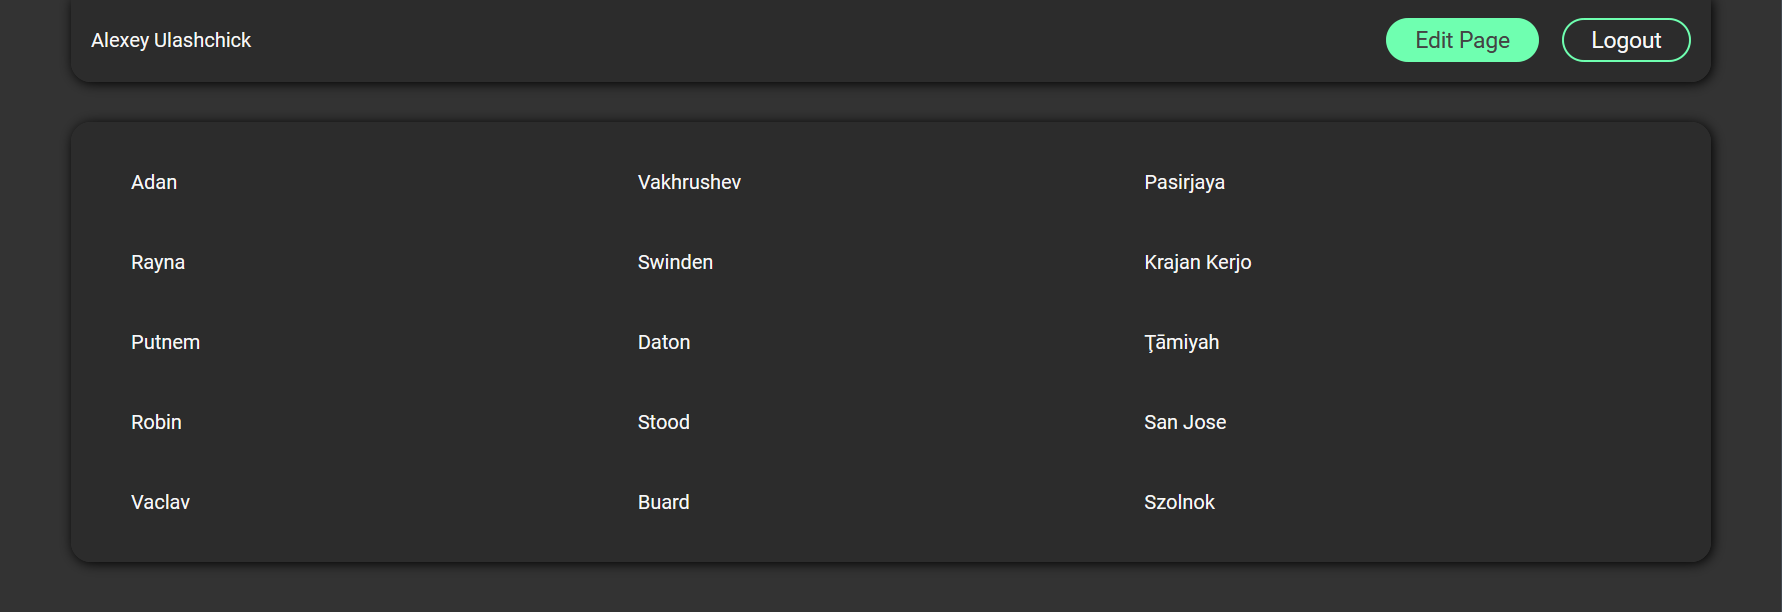 Alexey Ulashchick Edit Page Logout
Adan Vakhrushev Pasirjaya
Rayna Swinden Krajan Kerjo
Putnem Daton Ţāmiyah
Robin Stood San Jose
Vaclav Buard Szolnok